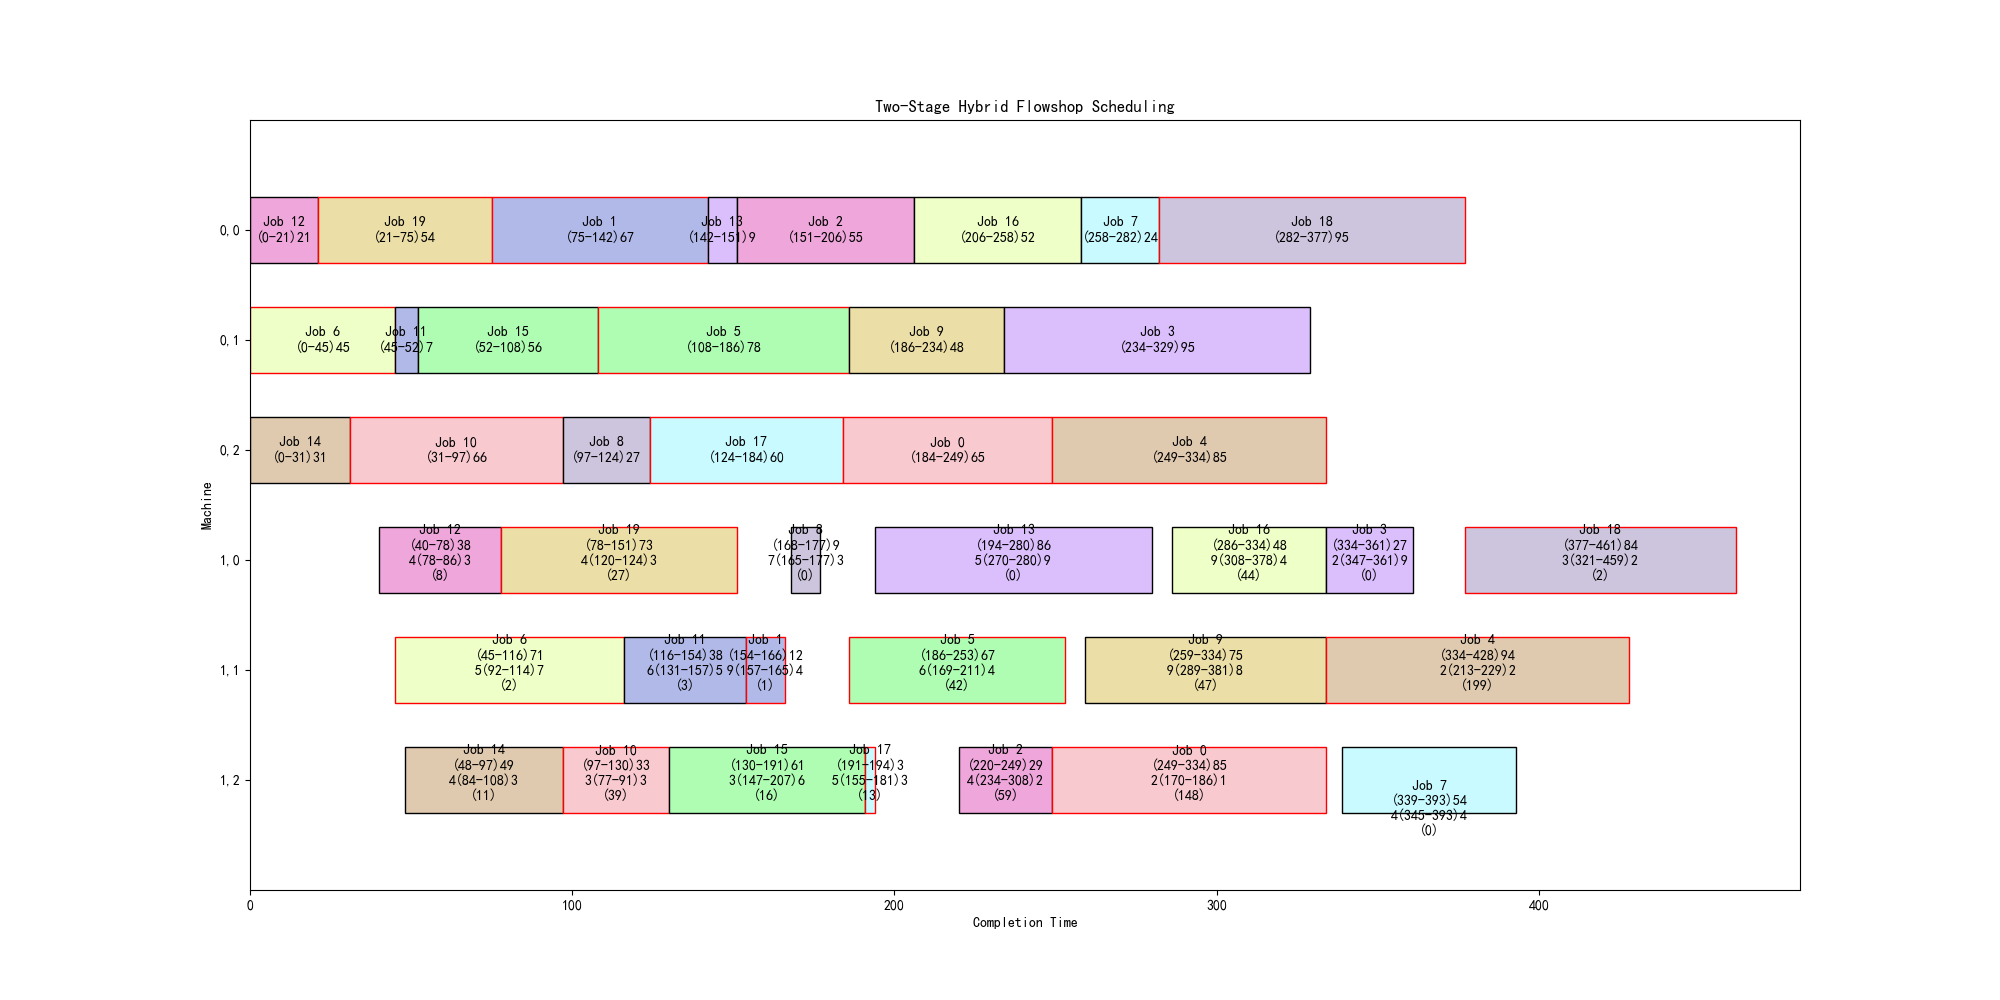 Two-Stage Hybrid Flowshop Scheduling
0,0
Job 12
(0-21)21
Job 19
(21-75)54
Job 1
(75-142)67
Job 13
(142-151)9
Job 2
(151-206)55
Job 16
(206-258)52
Job 7
(258-282)24
Job 18
(282-377)95
0,1
Job 6
(0-45)45
Job 11
(45-52)7
Job 15
(52-108)56
Job 5
(108-186)78
Job 9
(186-234)48
Job 3
(234-329)95
0,2
Job 14
(0-31)31
Job 10
(31-97)66
Job 8
(97-124)27
Job 17
(124-184)60
Job 0
(184-249)65
Job 4
(249-334)85
Machine
1,0
Job 12
(40-78)38
4(78-86)3
(8)
Job 19
(78-151)73
4(120-124)3
(27)
Job 8
(168-177)9
7(165-177)3
(0)
Job 13
(194-280)86
5(270-280)9
(0)
Job 16
(286-334)48
9(308-378)4
(44)
Job 3
(334-361)27
2(347-361)9
(0)
Job 18
(377-461)84
3(321-459)2
(2)
1,1
Job 6
(45-116)71
5(92-114)7
(2)
Job 11
(116-154)38
6(131-157)5
(3)
Job 1
(154-166)12
9(157-165)4
(1)
Job 5
(186-253)67
6(169-211)4
(42)
Job 9
(259-334)75
9(289-381)8
(47)
Job 4
(334-428)94
2(213-229)2
(199)
1,2
Job 14
(48-97)49
4(84-108)3
(11)
Job 10
(97-130)33
3(77-91)3
(39)
Job 15
(130-191)61
3(147-207)6
(16)
Job 17
(191-194)3
5(155-181)3
(13)
Job 2
(220-249)29
4(234-308)2
(59)
Job 0
(249-334)85
2(170-186)1
(148)
Job 7
(339-393)54
4(345-393)4
(0)
0
100
200
300
400
Completion Time